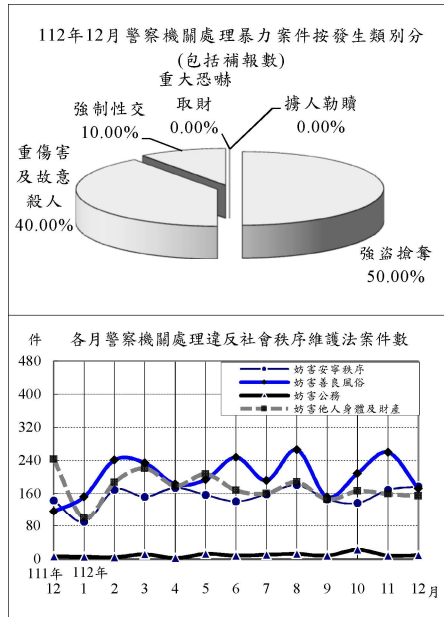 112年12月警察機關處理暴力案件按發生類別分
(包括補報數)
重大恐嚇
取財
0.00%
擄人勒贖
0.00%
強制性交
10.00%
重傷害
及故意
殺人
40.00%
強盜搶奪
50.00%
件
各月警察機關處理違反社會秩序維護法案件數
480
400
320
240
160
80
0
妨害安寧秩序
妨害善良風俗
妨害公務
妨害他人身體及財產
111年
112年
12
1
2
3
4
5
6
7
8
9
10
11
12
月